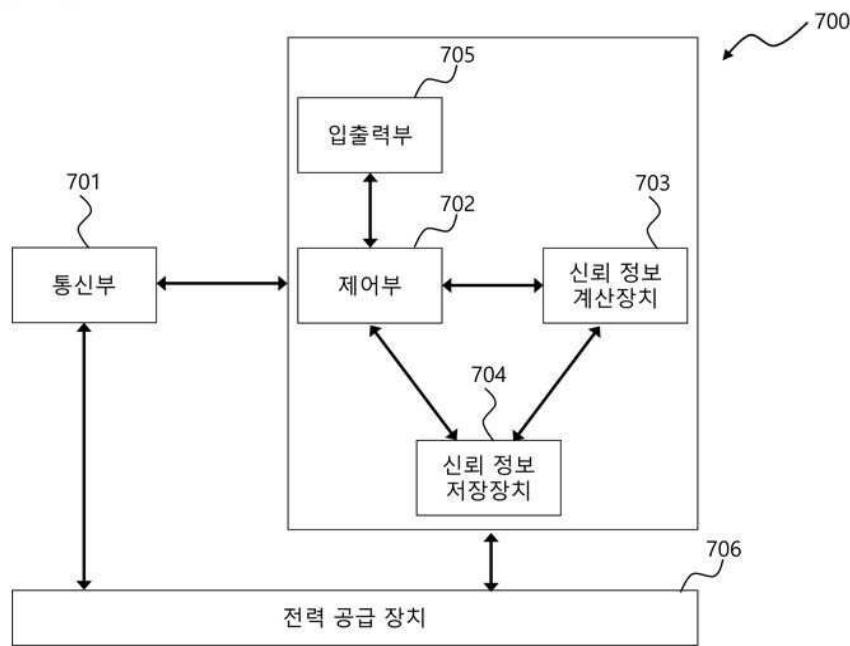 700
705
입출력부
701
702
703
통신부
제어부
신뢰 정보
계산장치
704
신뢰 정보
저장장치
706
전력 공급 장치